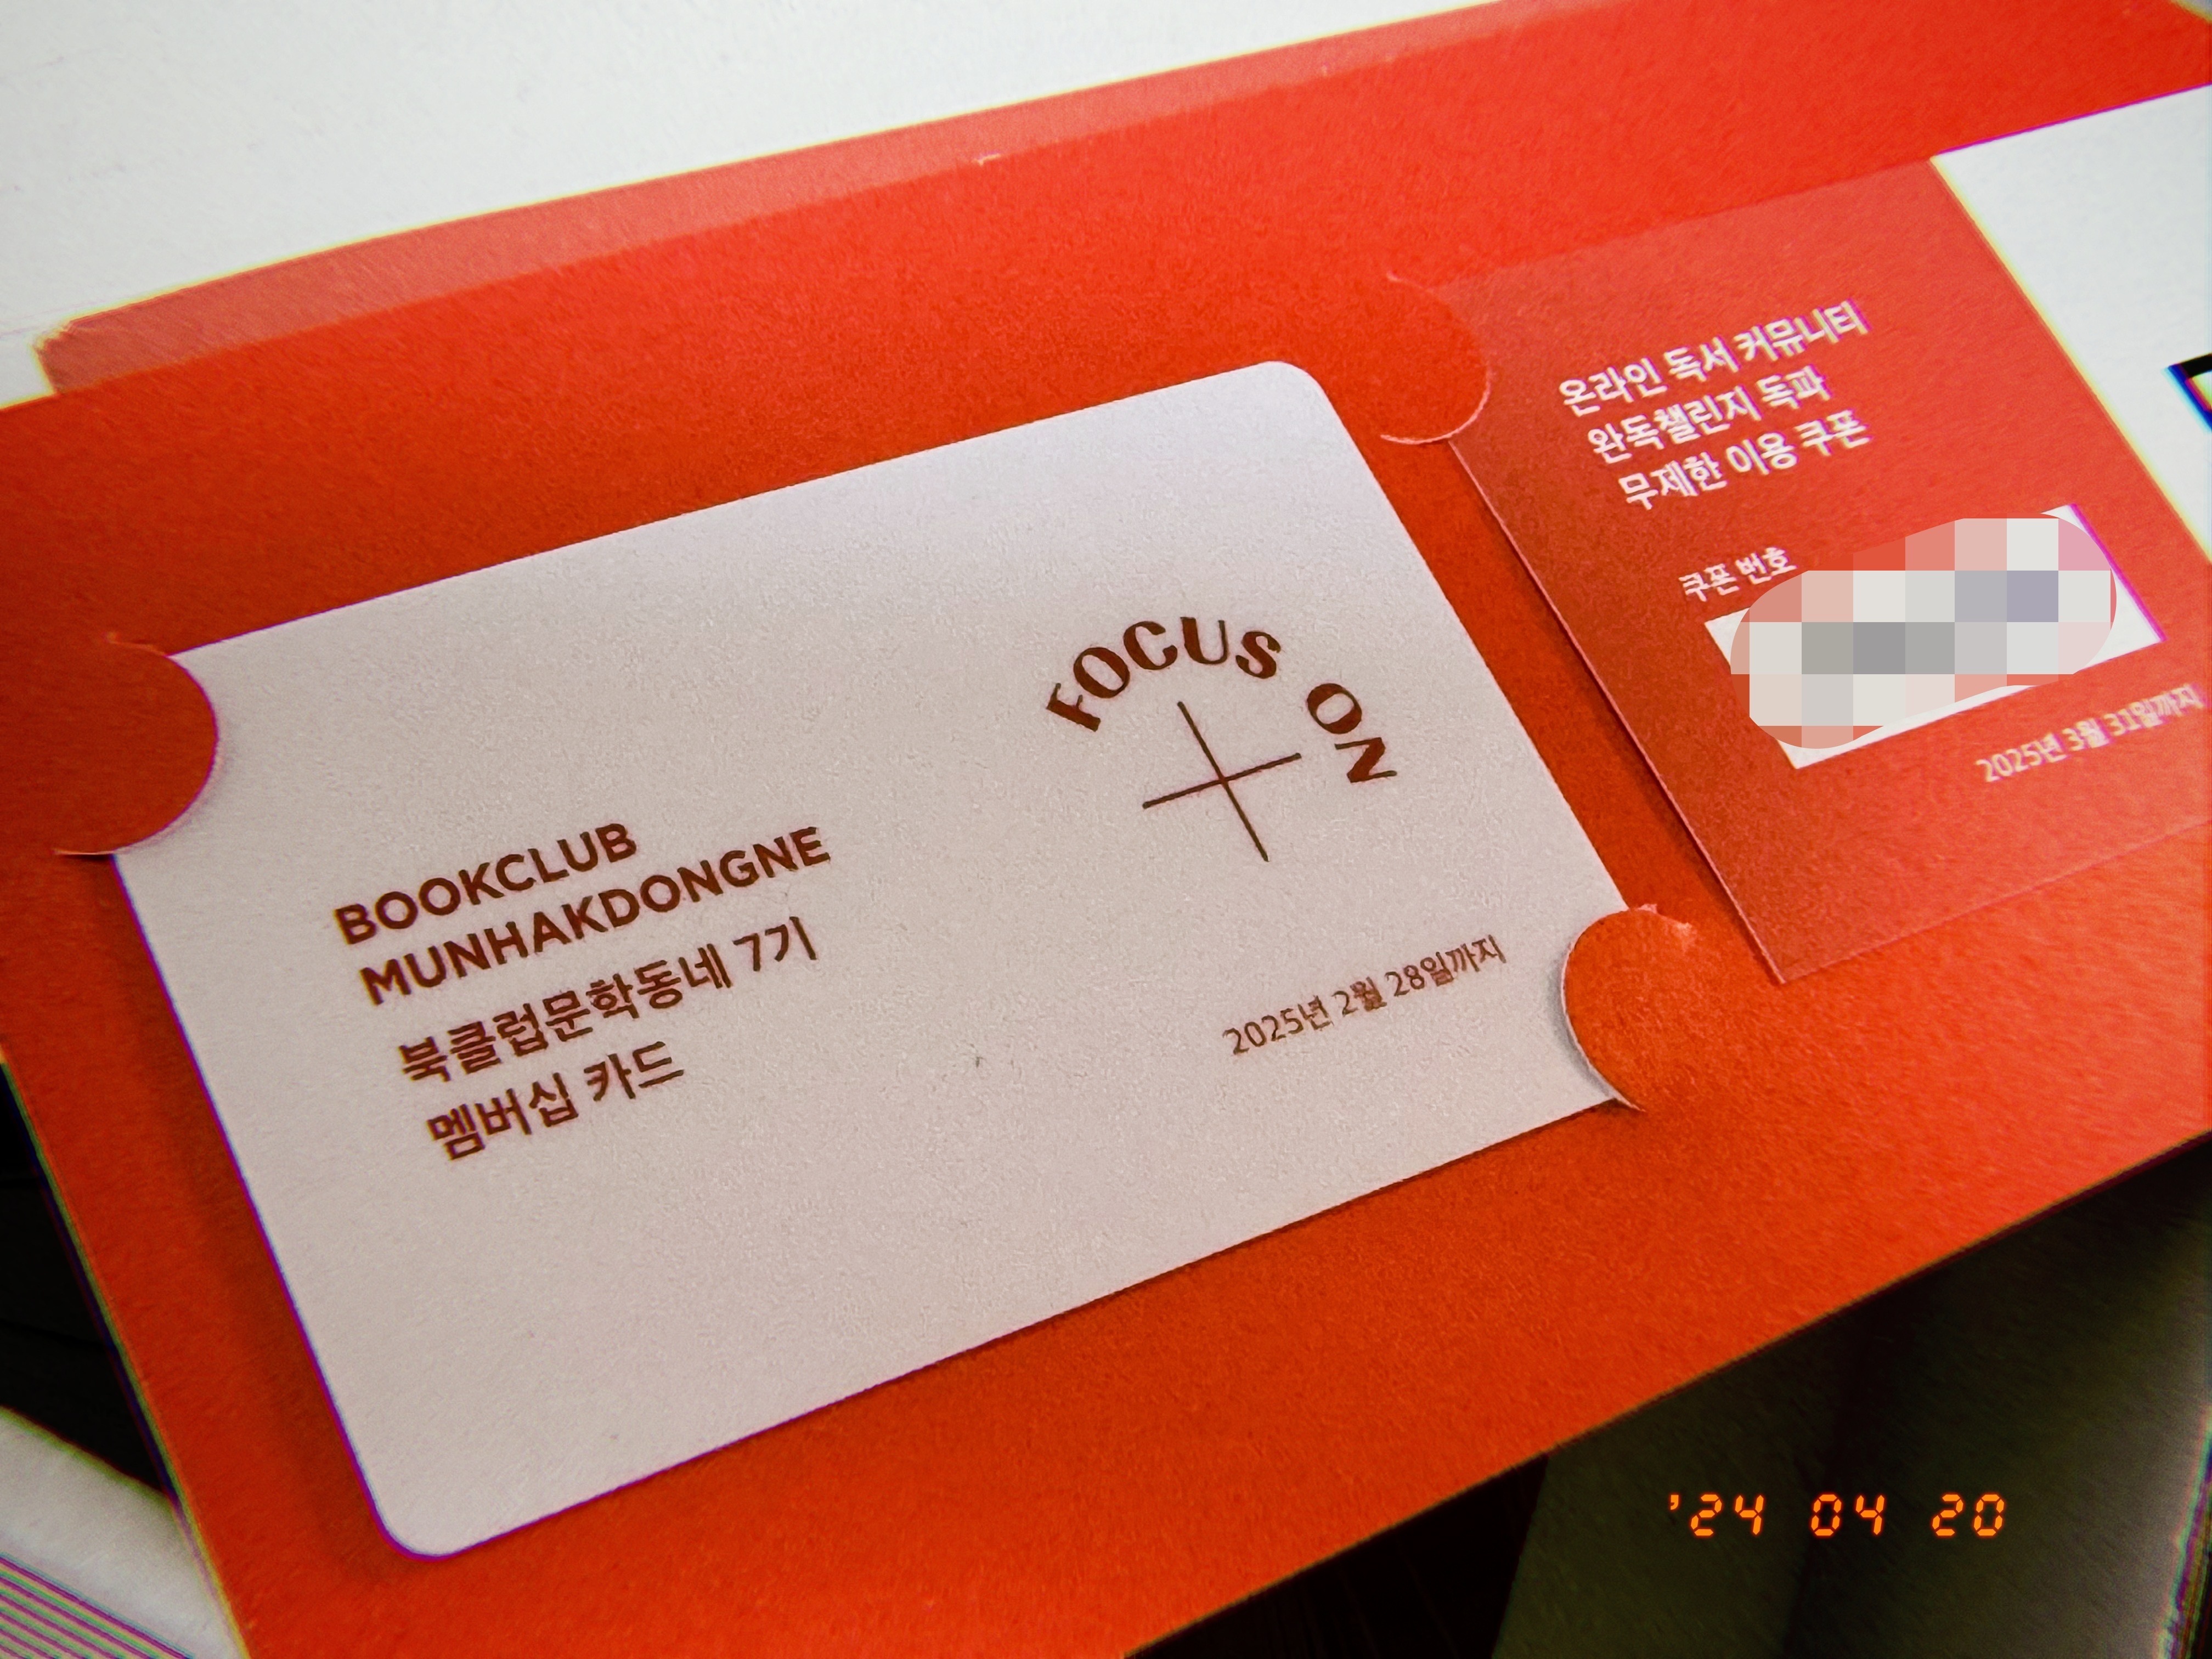 BOOKCLUB
MUNHAKDONGNE
북클럽문학동네 7기
멤버십 카드
FOCUS ON
2025년 2월 28일까지
온라인 독서 커뮤니티
완독챌린지 독파
무제한 이용 쿠폰
쿠폰 번호
2025년 3월 31일까지
'24 04 20